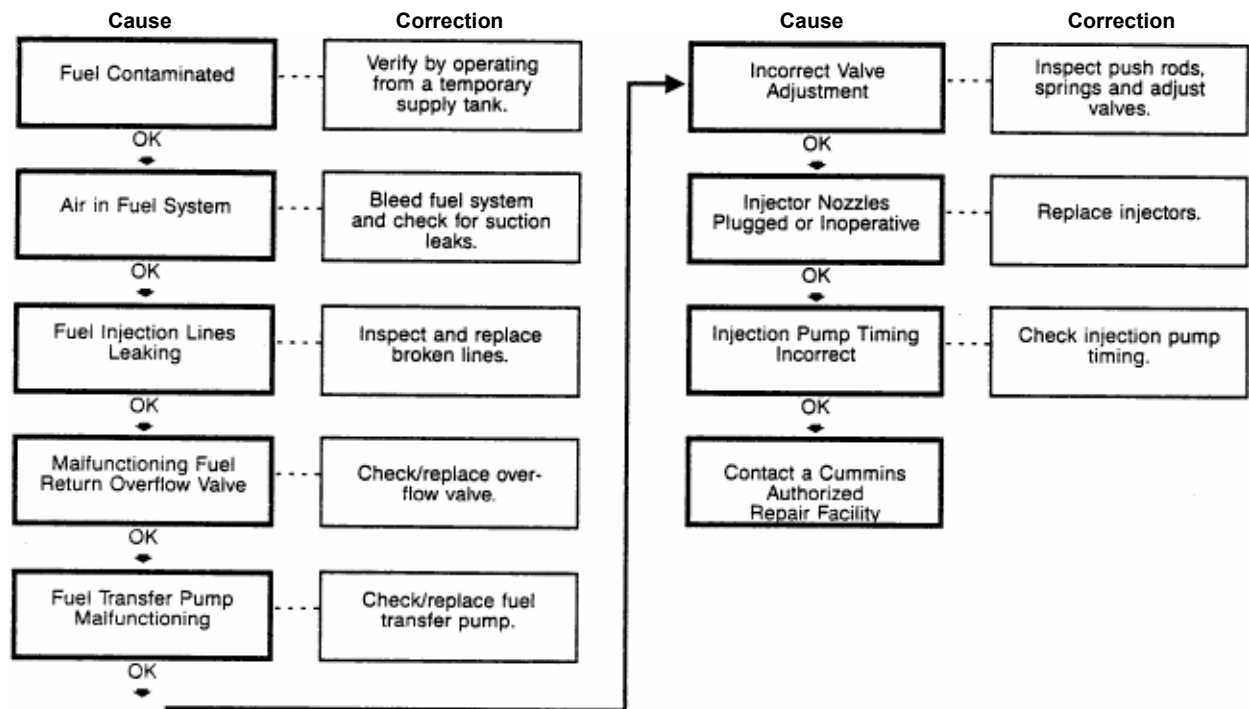 Cause
Correction
Fuel Contaminated
Verify by operating
from a temporary
supply tank.
OK
Air in Fuel System
Bleed fuel system
and check for suction
leaks.
OK
Fuel Injection Lines
Leaking
Inspect and replace
broken lines.
OK
Malfunctioning Fuel
Return Overflow Valve
Check/replace over-
flow valve.
OK
Fuel Transfer Pump
Malfunctioning
Check/replace fuel
transfer pump.
OK
Cause
Correction
Incorrect Valve
Adjustment
Inspect push rods,
springs and adjust
valves.
OK
Injector Nozzles
Plugged or Inoperative
Replace injectors.
OK
Injection Pump Timing
Incorrect
Check injection pump
timing.
OK
Contact a Cummins
Authorized
Repair Facility